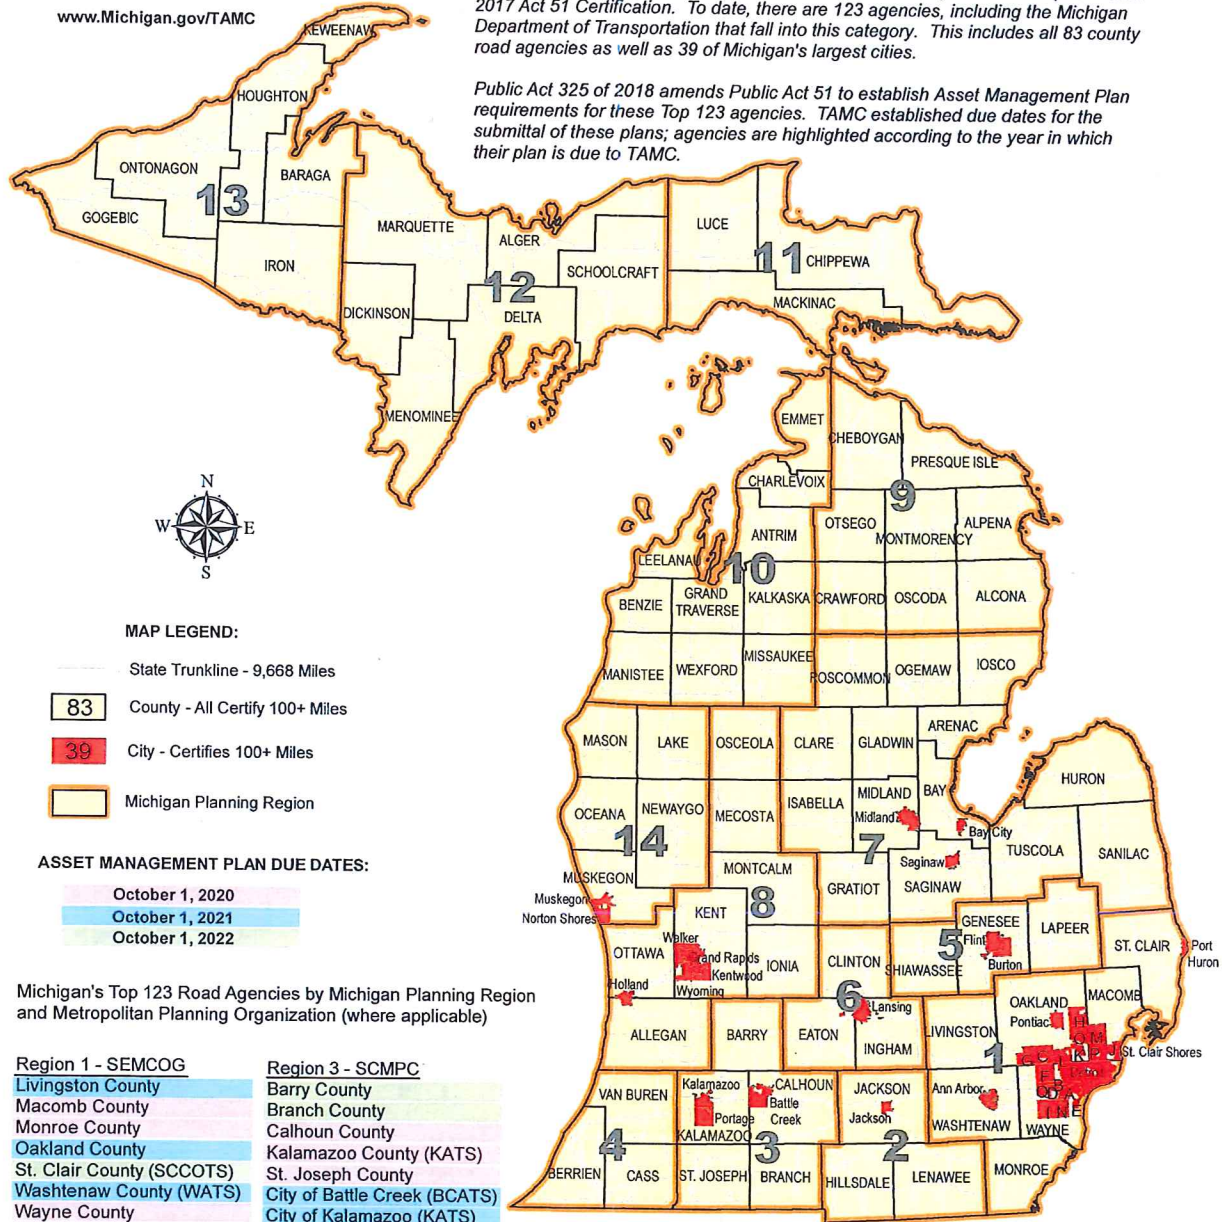 www.Michigan.gov/TAMC
2017 Act 51 Certification. To date, there are 123 agencies, including the Michigan
Department of Transportation that fall into this category. This includes all 83 county
road agencies as well as 39 of Michigan's largest cities.
Public Act 325 of 2018 amends Public Act 51 to establish Asset Management Plan
requirements for these Top 123 agencies. TAMC established due dates for the
submittal of these plans; agencies are highlighted according to the year in which
their plan is due to TAMC.
KEWEENAW
HOUGHTON
ONTONAGON
BARAGA
13
GOGEBIC
IRON
MARQUETTE
ALGER
SCHOOLCRAFT
12
DICKINSON
DELTA
MENOMINEE
LUCE
11
CHIPPEWA
MACKINAC
EMMET
CHEBOYGAN
PRESQUE ISLE
CHARLEVOIX
9
ANTRIM
OTSEGO
MONTMORENCY
ALPENA
LEELANAU
10
BENZIE
GRAND
TRAVERSE
KALKASKA
CRAWFORD
OSCODA
ALCONA
MANISTEE
WEXFORD
MISSAUKEE
ROSCOMMON
OGEMAW
IOSCO
N
W
E
S
MAP LEGEND:
State Trunkline - 9,668 Miles
83
County - All Certify 100+ Miles
39
City - Certifies 100+ Miles
Michigan Planning Region
MASON
LAKE
OSCEOLA
CLARE
GLADWIN
ARENAC
HURON
OCEANA
NEWAYGO
MECOSTA
ISABELLA
MIDLAND
BAY
Midland
Bay City
14
7
TUSCOLA
SANILAC
MUSKEGON
MONTCALM
GRATIOT
Saginaw
SAGINAW
Muskegon
Norton Shores
8
KENT
Walker
Grand Rapids
Kentwood
Wyoming
OTTAWA
Holland
IONIA
CLINTON
SHIAWASSEE
5
GENESEE
Flint
Burton
LAPEER
ST. CLAIR
Port
Huron
6
Lansing
OAKLAND
Pontiac
MACOMB
ALLEGAN
BARRY
EATON
INGHAM
LIVINGSTON
1
St. Clair Shores
VAN BUREN
Kalamazoo
Portage
KALAMAZOO
CALHOUN
Battle
Creek
JACKSON
Jackson
Ann Arbor
WASHTENAW
WAYNE
4
3
2
BERRIEN
CASS
ST. JOSEPH
BRANCH
HILLSDALE
LENAWEE
MONROE
ASSET MANAGEMENT PLAN DUE DATES:
October 1, 2020
October 1, 2021
October 1, 2022
Michigan's Top 123 Road Agencies by Michigan Planning Region
and Metropolitan Planning Organization (where applicable)
Region 1 - SEMCOG
Livingston County
Macomb County
Monroe County
Oakland County
St. Clair County (SCCOTS)
Washtenaw County (WATS)
Wayne County
Region 3 - SCMPC
Barry County
Branch County
Calhoun County
Kalamazoo County (KATS)
St. Joseph County
City of Battle Creek (BCATS)
City of Kalamazoo (KATS)